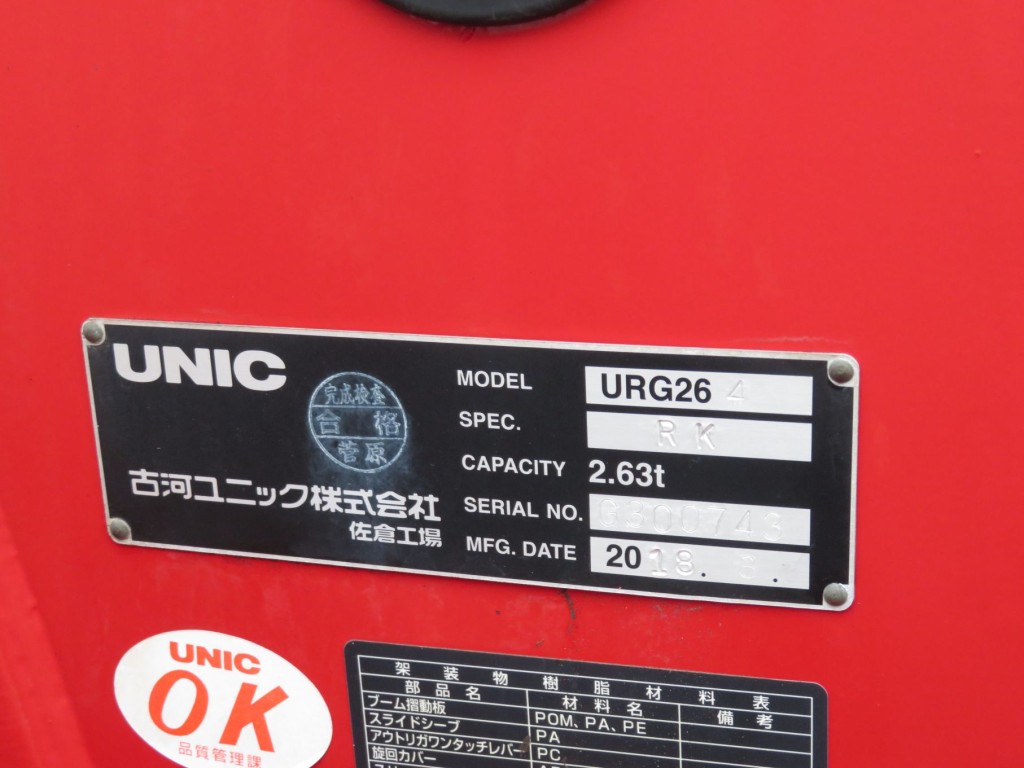 UNIC
完成検査
合格
菅原
古河ユニック株式会社
佐倉工場
MODEL URG26 4
SPEC. RK
CAPACITY 2.63t
SERIAL NO.
MFG. DATE 2018.
UNIC
OK
品質管理課
架装物樹脂材料表
部品名 材料名 備考
ブーム摺動板 POM、PA、PE
スライドシーブ PA
アウトリガワンタッチレバー PC
旋回カバー